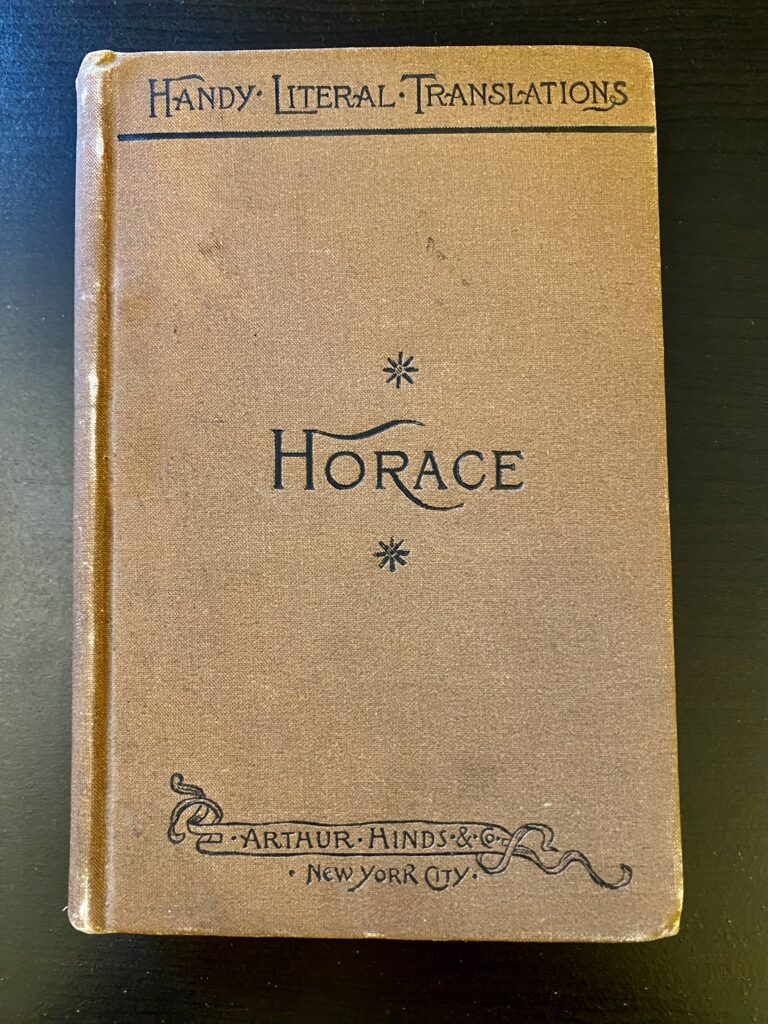 HANDY · LITERAL · TRANSLATIONS
HORACE
· ARTHUR · HINDS · & · CO ·
· NEW YORK CITY ·